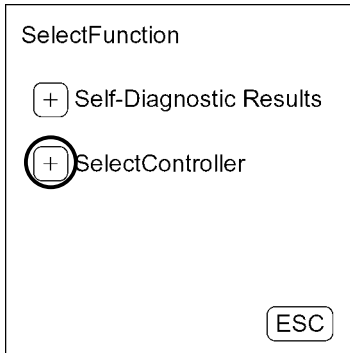 SelectFunction
+ Self-Diagnostic Results
+ SelectController
ESC